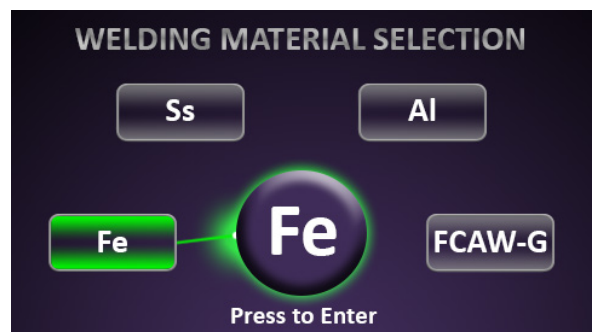 WELDING MATERIAL SELECTION
Ss Al
Fe Fe FCAW-G
Press to Enter